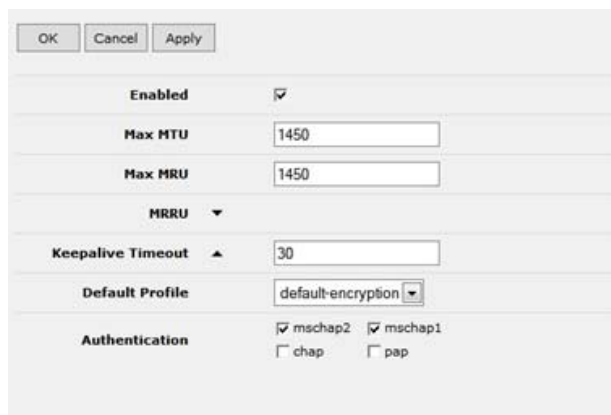 OK Cancel Apply
Enabled
Max MTU 1450
Max MRU 1450
MRRU
Keepalive Timeout 30
Default Profile default-encryption
Authentication mschap2 mschap1
chap pap